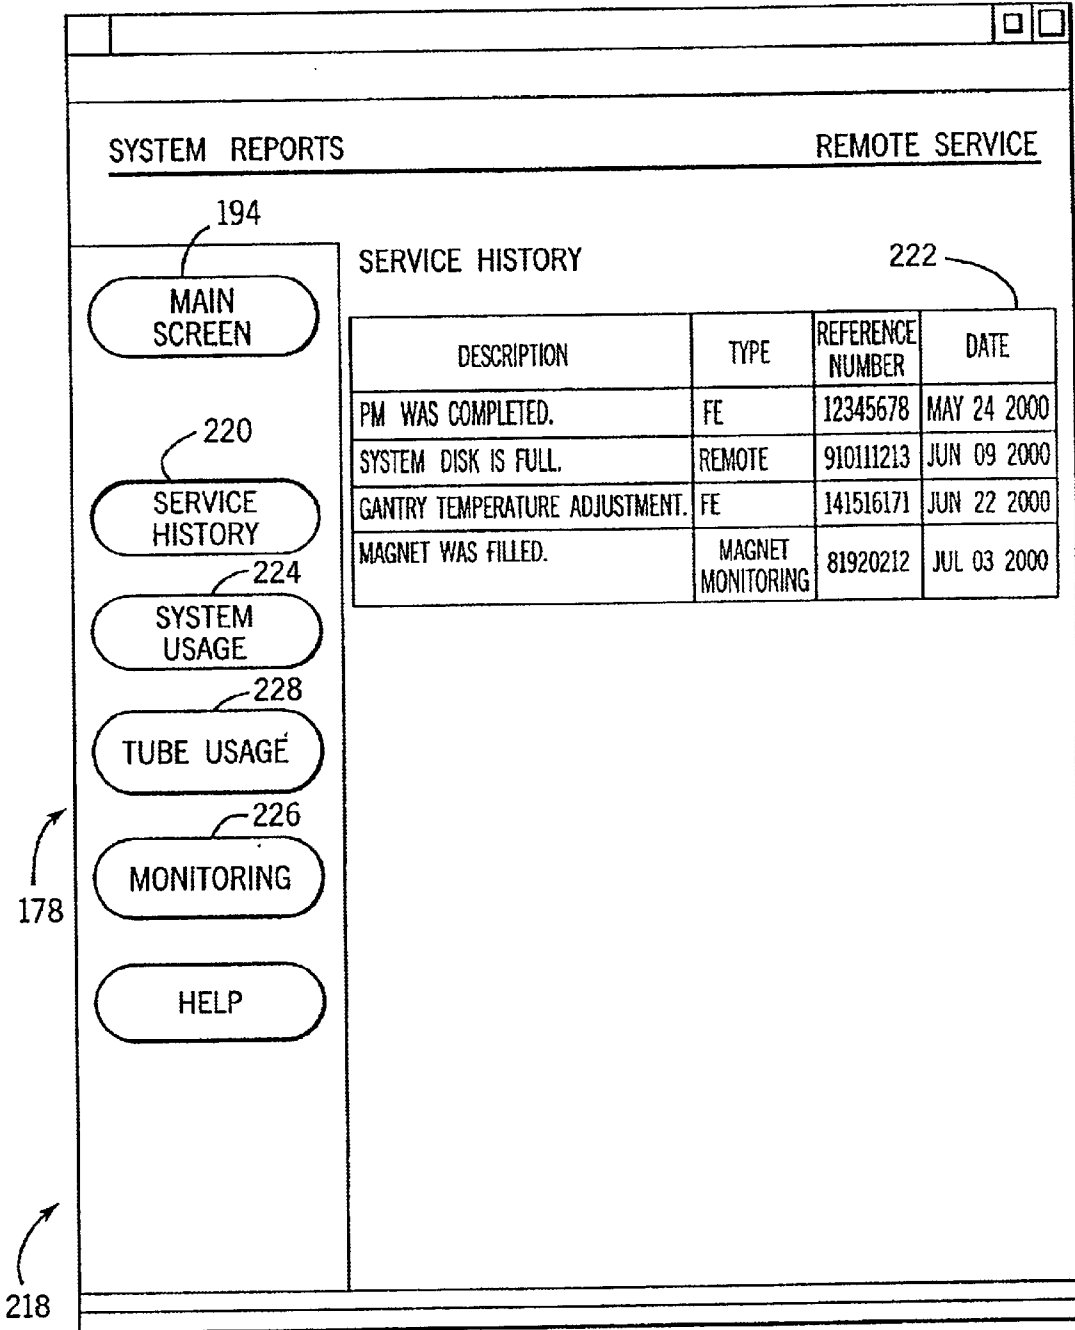 SYSTEM REPORTS
REMOTE SERVICE
194
MAIN
SCREEN
220
SERVICE
HISTORY
224
SYSTEM
USAGE
228
TUBE USAGE
226
MONITORING
HELP
178
218
SERVICE HISTORY
222
DESCRIPTION TYPE REFERENCE NUMBER DATE
PM WAS COMPLETED. FE 12345678 MAY 24 2000
SYSTEM DISK IS FULL. REMOTE 910111213 JUN 09 2000
GANTRY TEMPERATURE ADJUSTMENT. FE 141516171 JUN 22 2000
MAGNET WAS FILLED. MAGNET MONITORING 81920212 JUL 03 2000